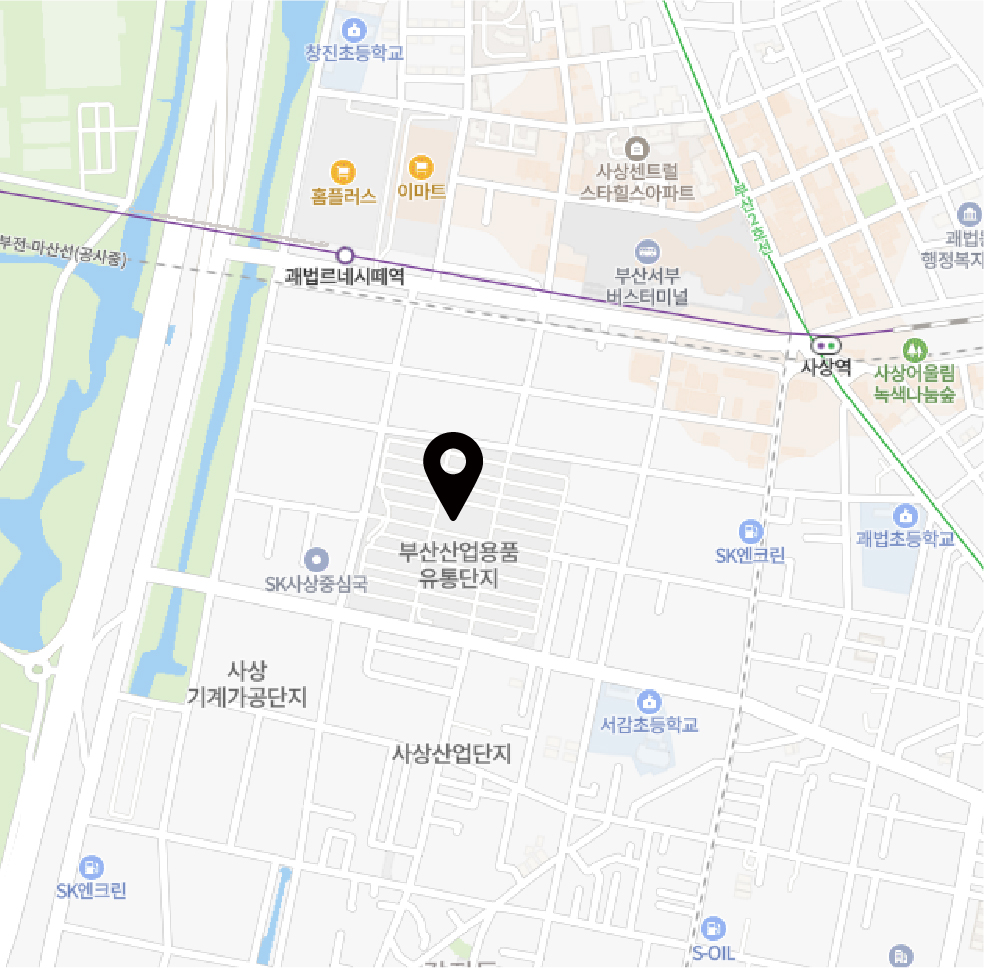 창진초등학교
홈플러스
이마트
사상센트럴
스타힐스아파트
부산2호선
괘법동
행정복지
부전-마산선(공사중)
괘법르네시떼역
부산서부
버스터미널
사상역
사상어울림
녹색나눔숲
부산산업용품
유통단지
SK사상중심국
SK엔크린
괘법초등학교
사상
기계가공단지
서감초등학교
사상산업단지
SK엔크린
S-OIL